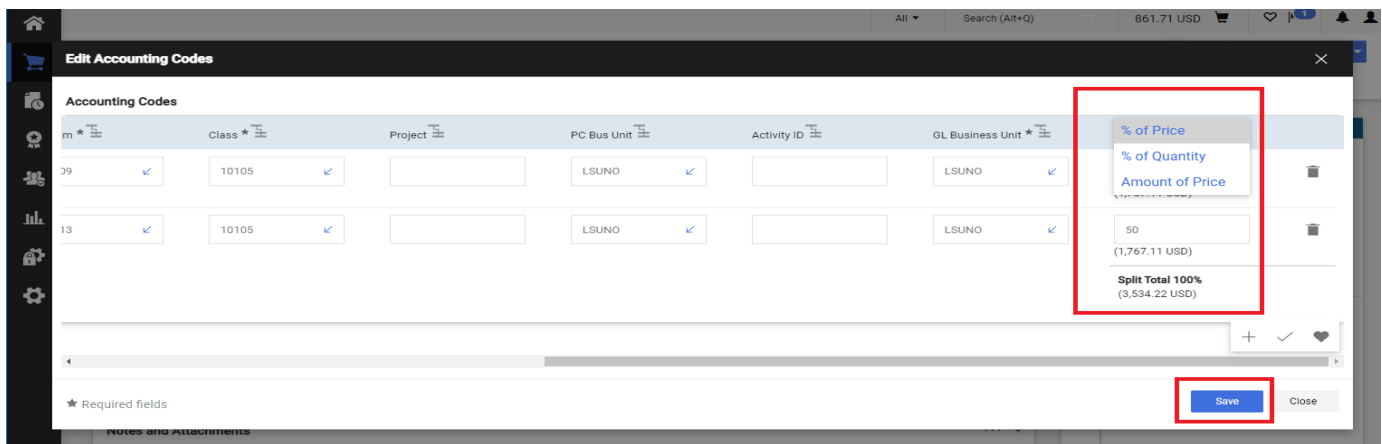 All Search (Alt+Q) 861.71 USD 1
Edit Accounting Codes
Accounting Codes
m ★ Class ★ Project PC Bus Unit Activity ID GL Business Unit ★ % of Price
% of Quantity
09 10105 LSUNO LSUNO
Amount of Price
13 10105 LSUNO LSUNO 50
(1,767.11 USD)
Split Total 100%
(3,534.22 USD)
★ Required fields Save Close
Notes and Attachments